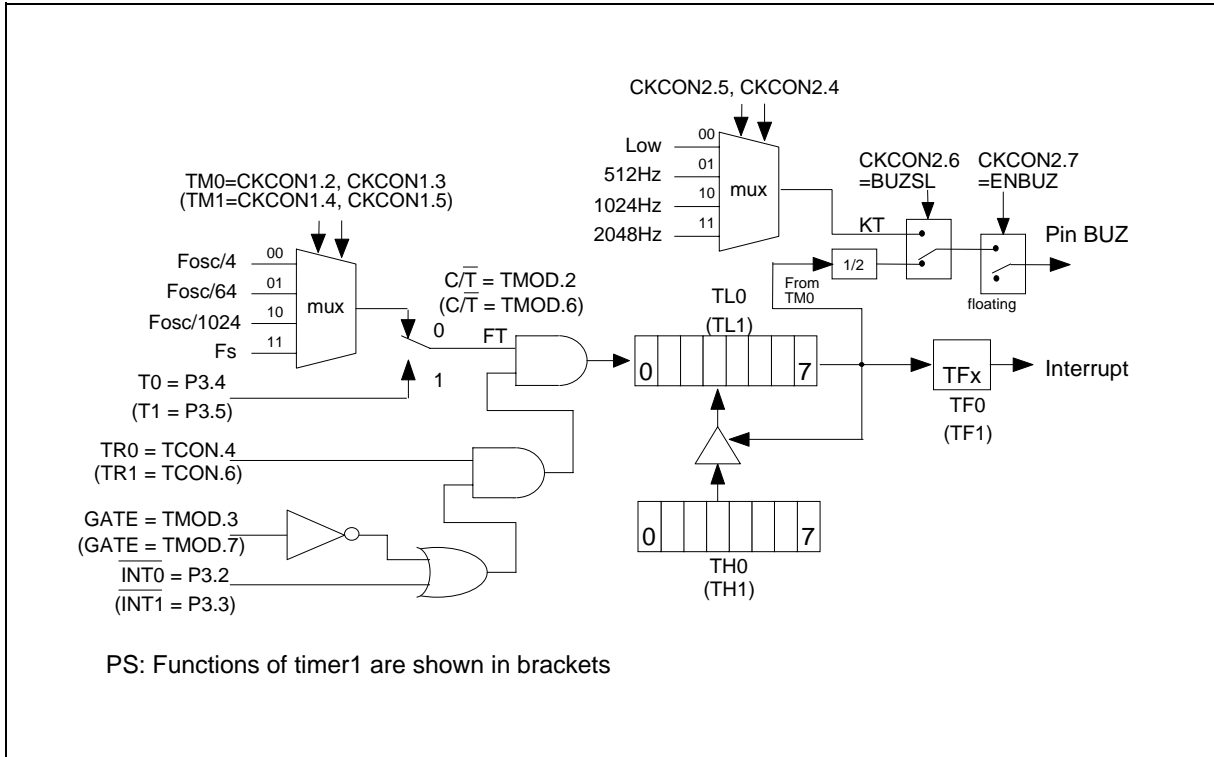 CKCON2.5, CKCON2.4
Low
512Hz
1024Hz
2048Hz
00
01
10
11
mux
KT
CKCON2.6
=BUZSL
CKCON2.7
=ENBUZ
Pin BUZ
floating
1/2
From
TM0
TM0=CKCON1.2, CKCON1.3
(TM1=CKCON1.4, CKCON1.5)
Fosc/4
Fosc/64
Fosc/1024
Fs
00
01
10
11
mux
C/T̅ = TMOD.2
(C/T̅ = TMOD.6)
0
1
FT
T0 = P3.4
(T1 = P3.5)
TL0
(TL1)
0
7
TFx
TF0
(TF1)
Interrupt
TR0 = TCON.4
(TR1 = TCON.6)
GATE = TMOD.3
(GATE = TMOD.7)
I̅N̅T̅0̅ = P3.2
(I̅N̅T̅1̅ = P3.3)
0
7
TH0
(TH1)
PS: Functions of timer1 are shown in brackets